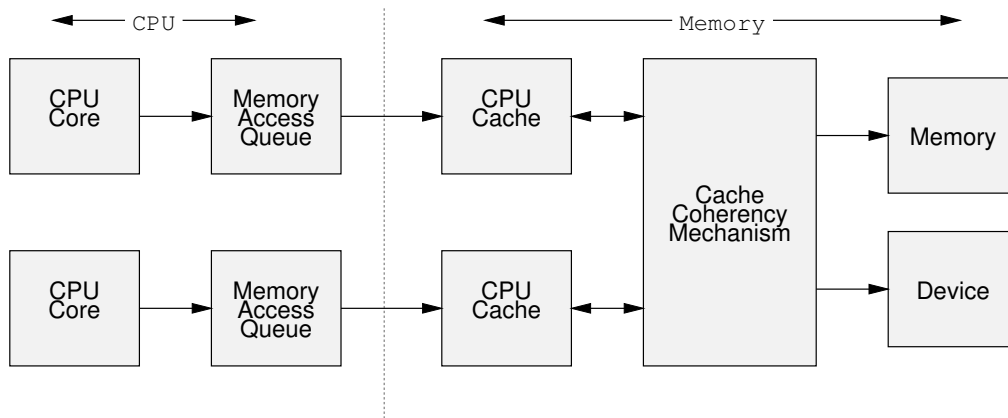 CPU
Memory
CPU
Core
Memory
Access
Queue
CPU
Cache
Cache
Coherency
Mechanism
Memory
CPU
Core
Memory
Access
Queue
CPU
Cache
Device